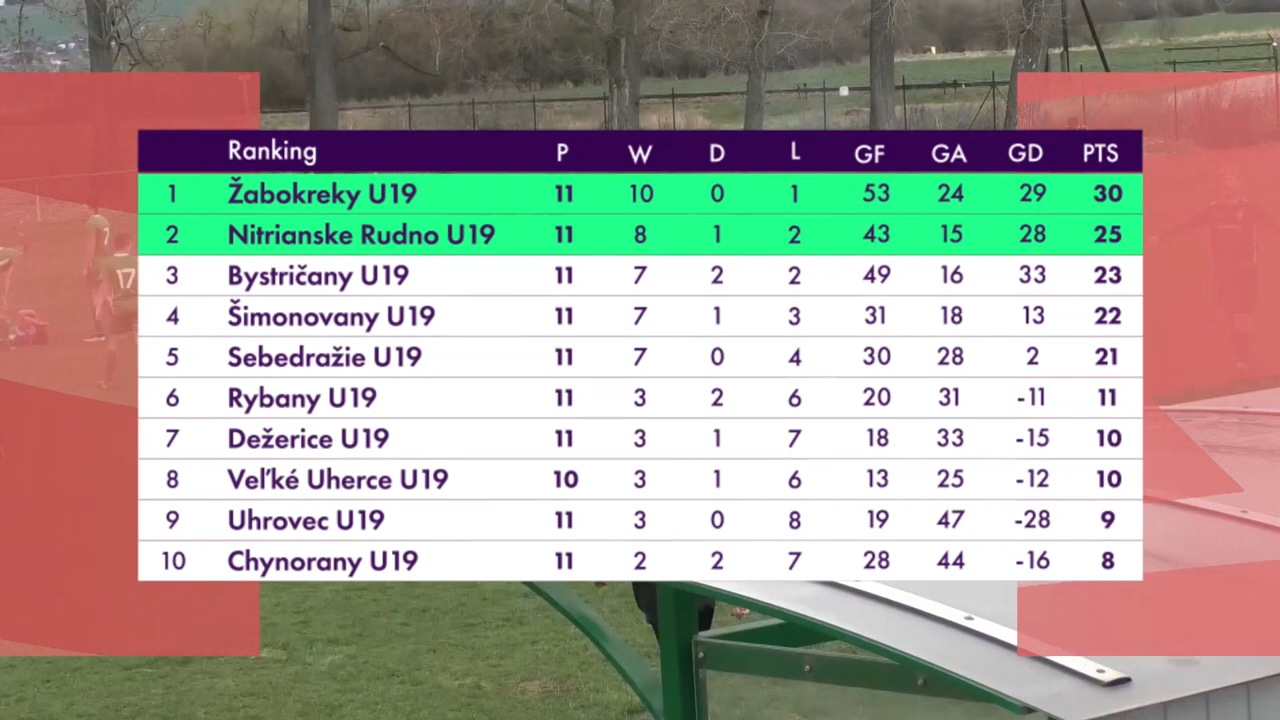 Ranking P W D L GF GA GD PTS
1 Žabokreky U19 11 10 0 1 53 24 29 30
2 Nitrianske Rudno U19 11 8 1 2 43 15 28 25
3 Bystričany U19 11 7 2 2 49 16 33 23
4 Šimonovany U19 11 7 1 3 31 18 13 22
5 Sebedražie U19 11 7 0 4 30 28 2 21
6 Rybany U19 11 3 2 6 20 31 -11 11
7 Dežerice U19 11 3 1 7 18 33 -15 10
8 Veľké Uherce U19 10 3 1 6 13 25 -12 10
9 Uhrovec U19 11 3 0 8 19 47 -28 9
10 Chynorany U19 11 2 2 7 28 44 -16 8
7
17